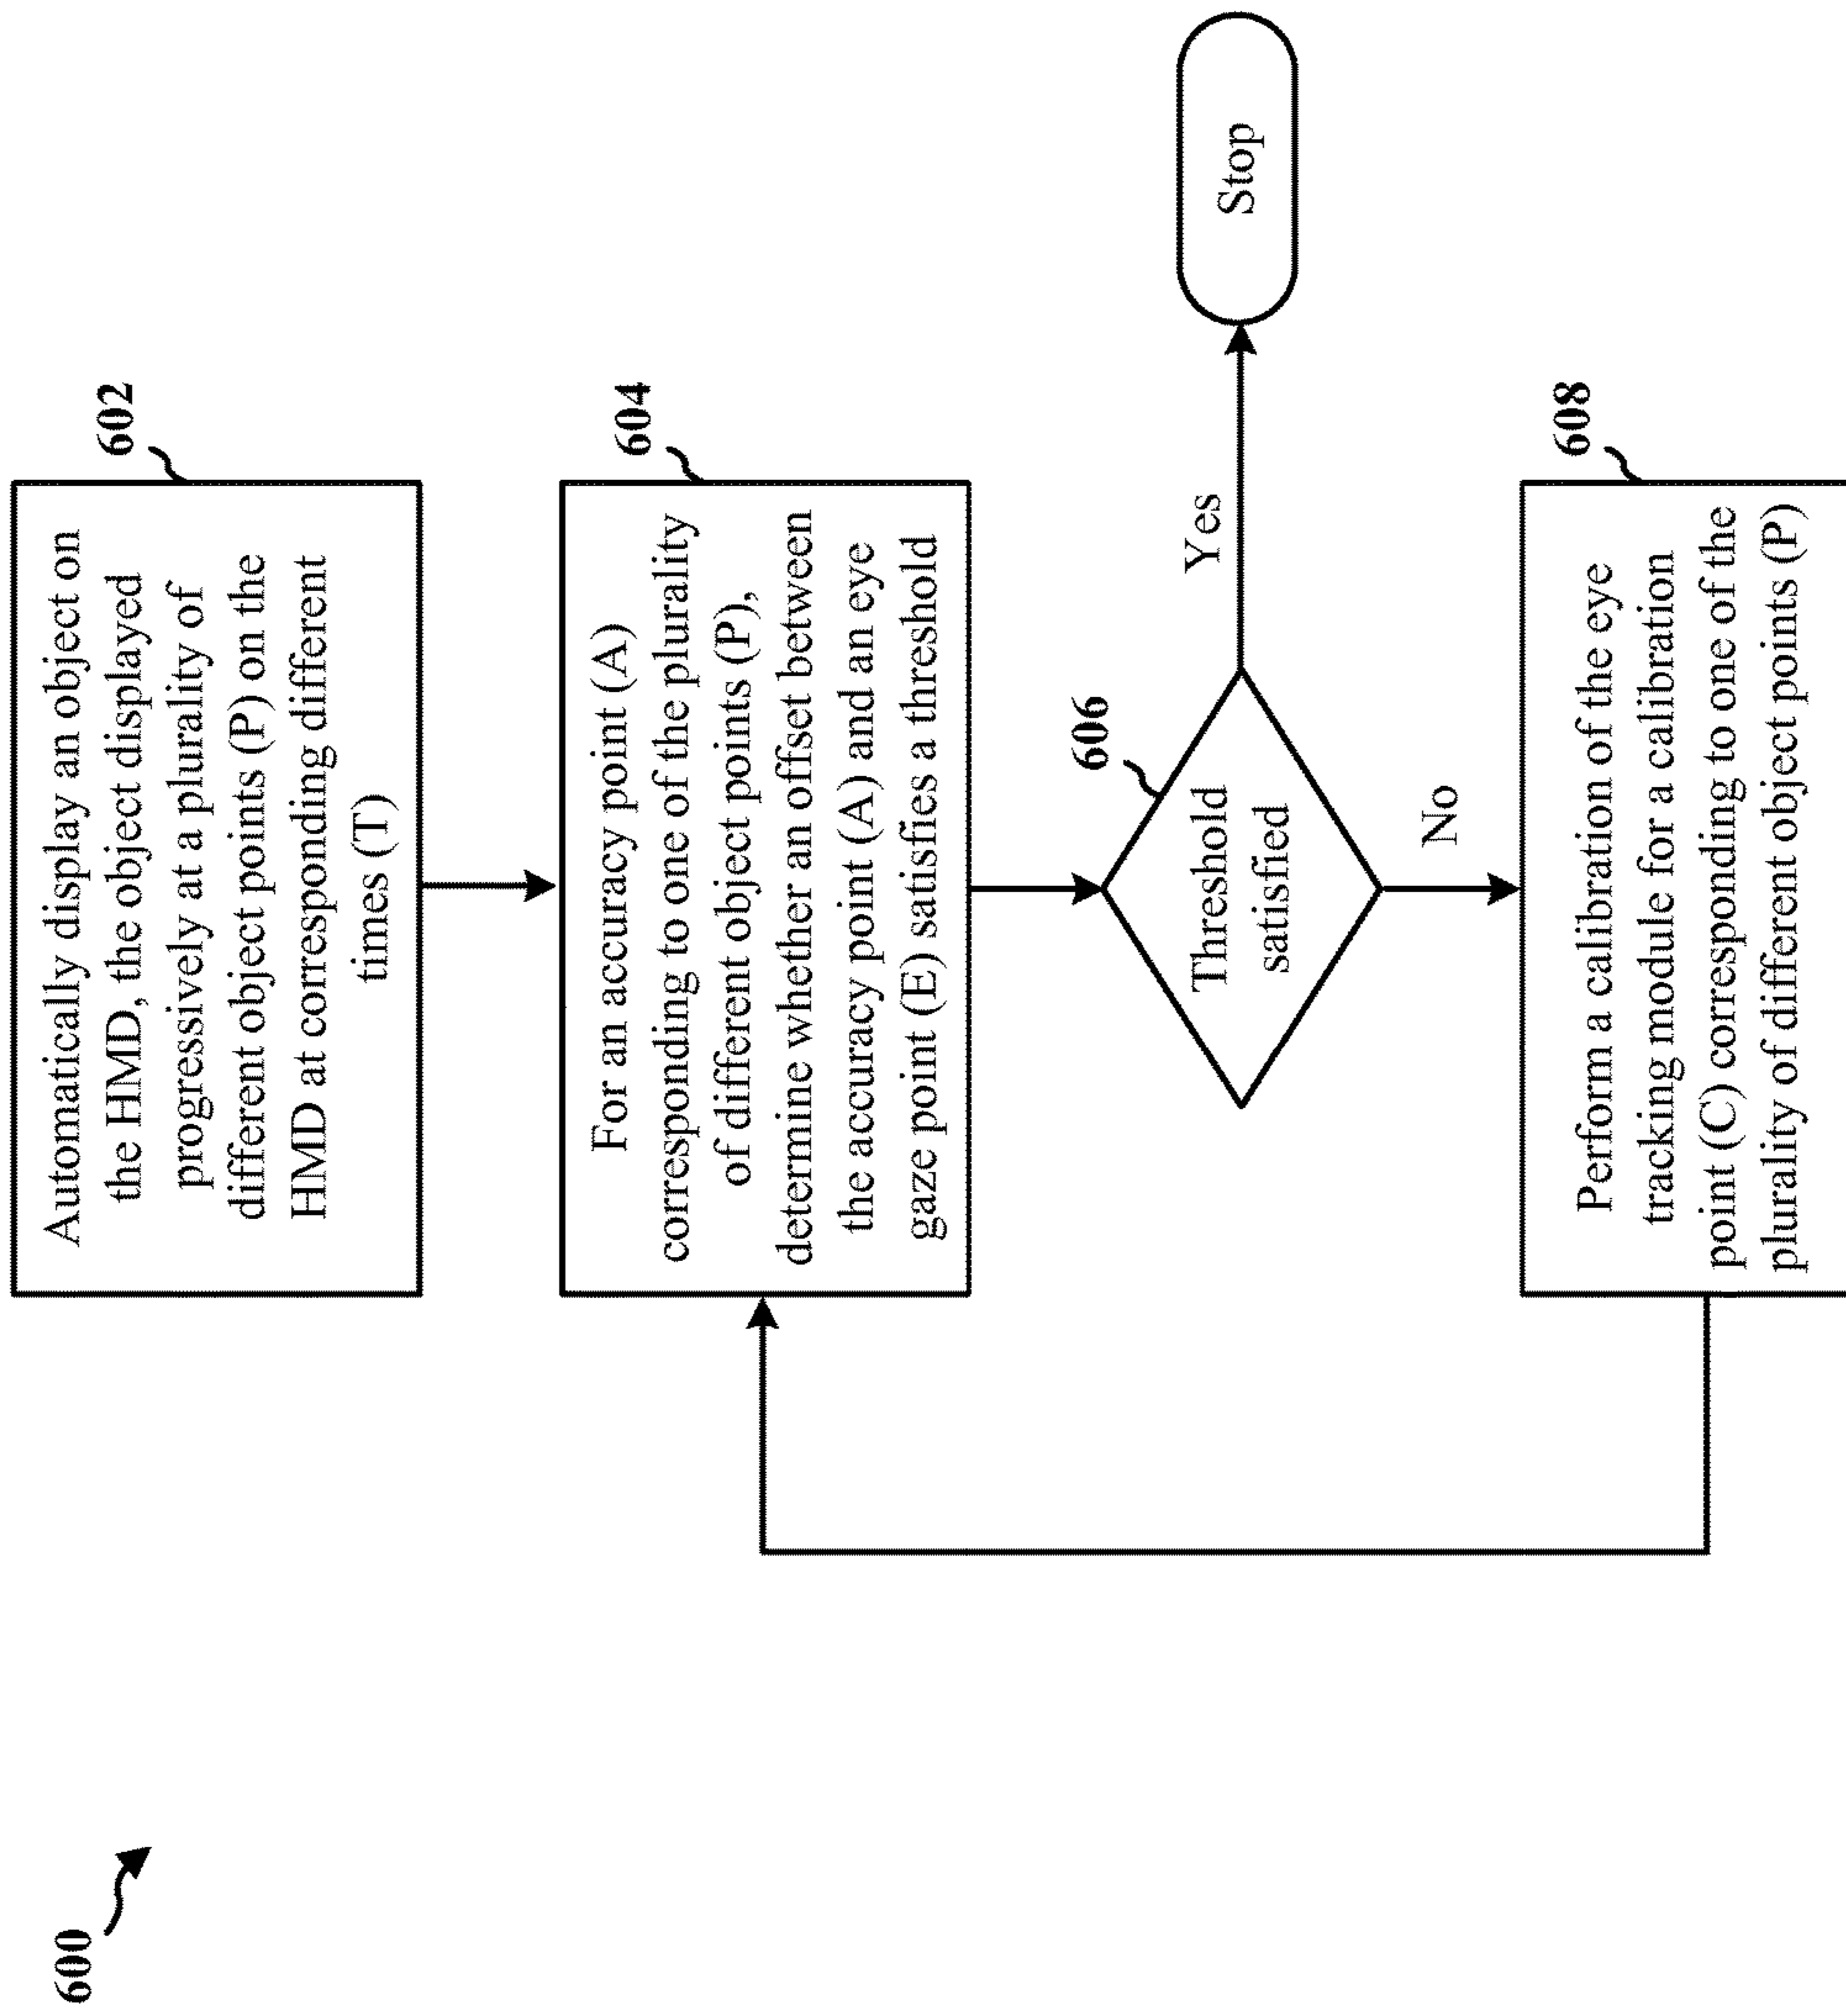 600
602
Automatically display an object on
the HMD, the object displayed
progressively at a plurality of
different object points (P) on the
HMD at corresponding different
times (T)
604
For an accuracy point (A)
corresponding to one of the plurality
of different object points (P),
determine whether an offset between
the accuracy point (A) and an eye
gaze point (E) satisfies a threshold
606
Threshold
satisfied
Yes
Stop
No
608
Perform a calibration of the eye
tracking module for a calibration
point (C) corresponding to one of the
plurality of different object points (P)